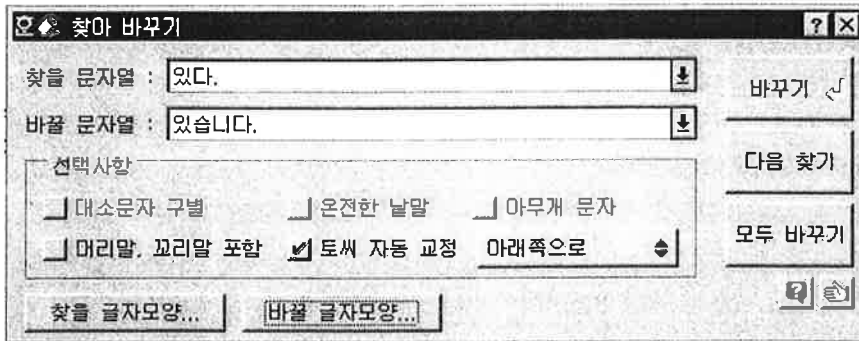 찾아 바꾸기
찾을 문자열 : 있다.
바꾸기
바꿀 문자열 : 있습니다.
다음 찾기
선택사항
대소문자 구별 온전한 낱말 아무개 문자
모두 바꾸기
머리말, 꼬리말 포함 토씨 자동 교정 아래쪽으로
찾을 글자모양... 바꿀 글자모양...